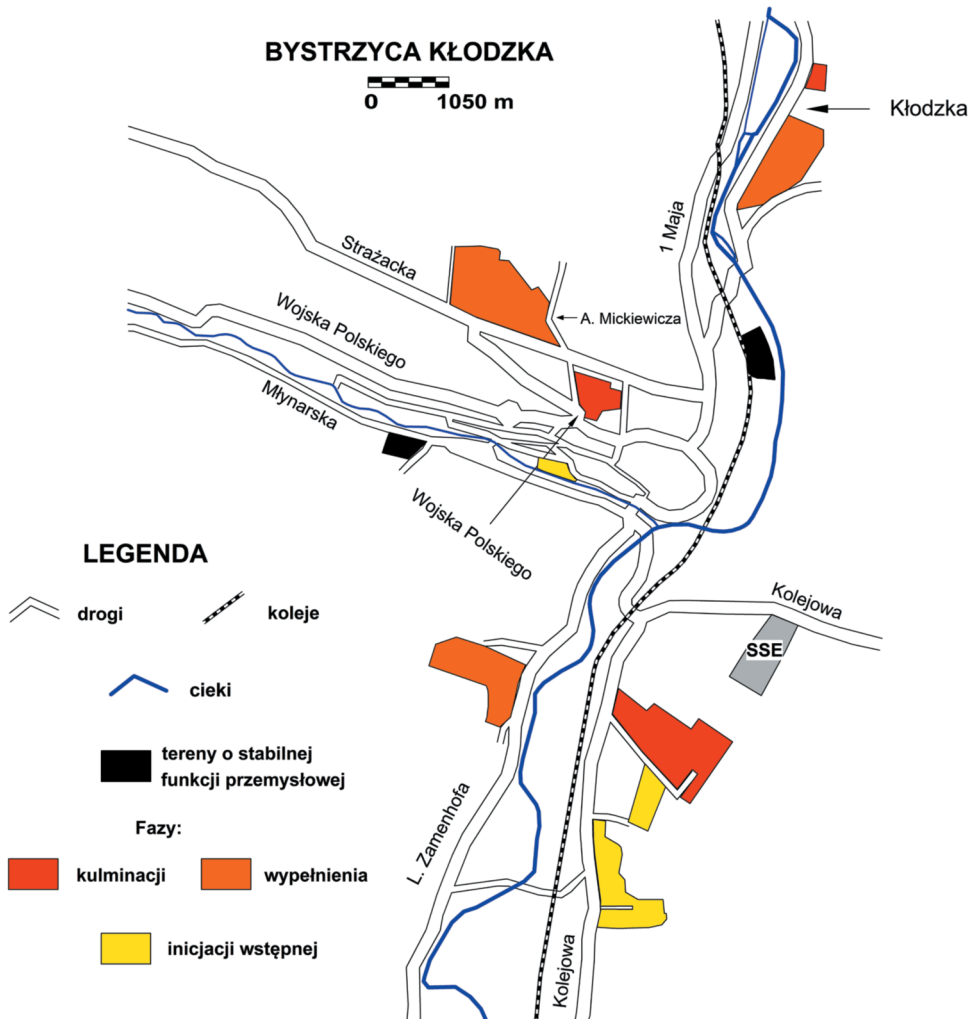 BYSTRZYCA KŁODZKA
0 1050 m
Kłodzka
1 Maja
Strażacka
A. Mickiewicza
Wojska Polskiego
Młynarska
Wojska Polskiego
Kolejowa
SSE
L. Zamenhofa
Kolejowa
LEGENDA
drogi
koleje
cieki
tereny o stabilnej
funkcji przemysłowej
Fazy:
kulminacji
wypełnienia
inicjacji wstępnej